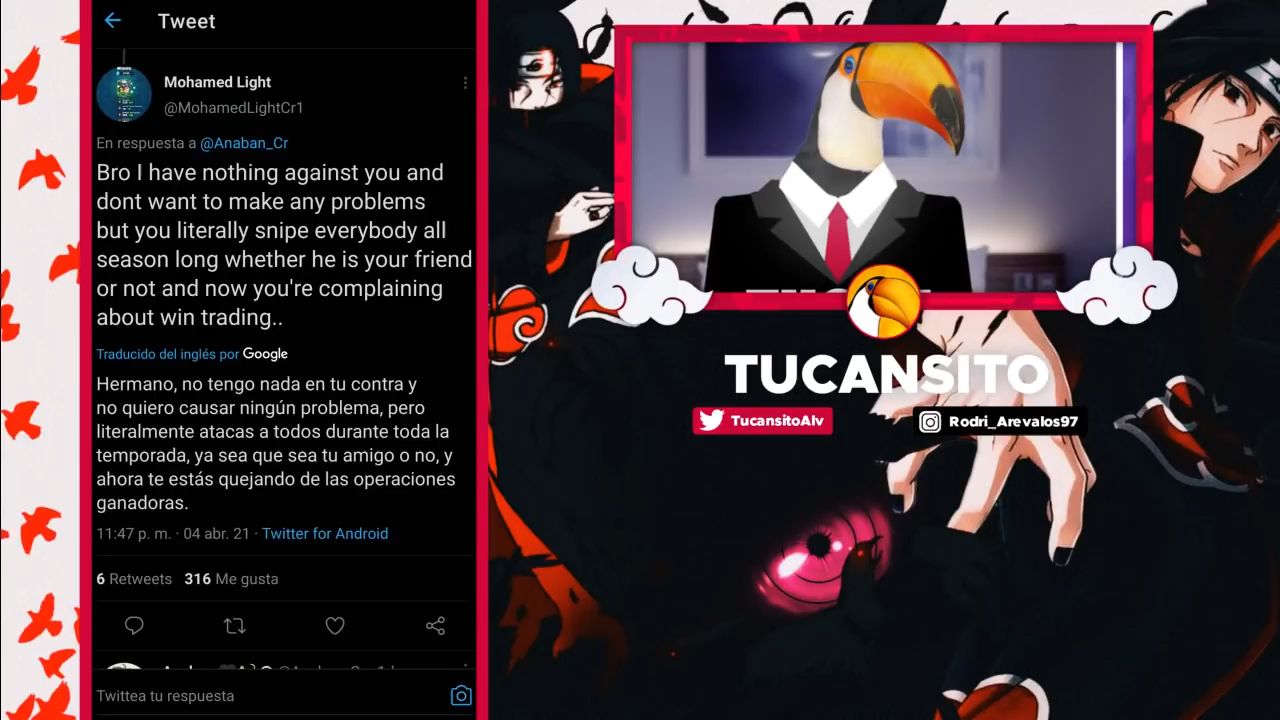 Tweet
Mohamed Light
@MohamedLightCr1
En respuesta a @Anaban_Cr
Bro I have nothing against you and
dont want to make any problems
but you literally snipe everybody all
season long whether he is your friend
or not and now you're complaining
about win trading..
Traducido del inglés por Google
Hermano, no tengo nada en tu contra y
no quiero causar ningún problema, pero
literalmente atacas a todos durante toda la
temporada, ya sea que sea tu amigo o no, y
ahora te estás quejando de las operaciones
ganadoras.
11:47 p. m. · 04 abr. 21 · Twitter for Android
6 Retweets 316 Me gusta
Twittea tu respuesta
TUCANSITO
TucansitoAlv
Rodri_Arevalos97